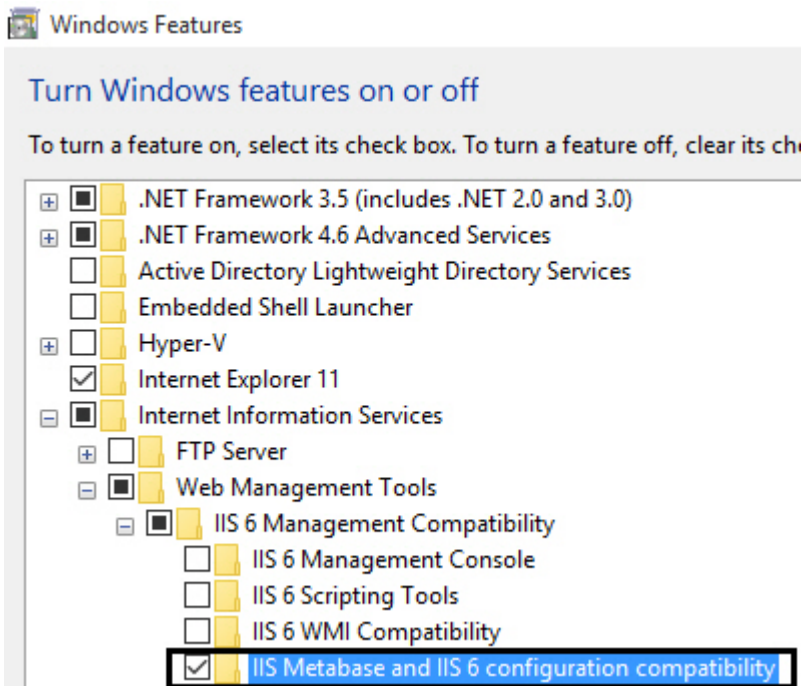 Windows Features
Turn Windows features on or off
To turn a feature on, select its check box. To turn a feature off, clear its
.NET Framework 3.5 (includes .NET 2.0 and 3.0)
.NET Framework 4.6 Advanced Services
Active Directory Lightweight Directory Services
Embedded Shell Launcher
Hyper-V
Internet Explorer 11
Internet Information Services
FTP Server
Web Management Tools
IIS 6 Management Compatibility
IIS 6 Management Console
IIS 6 Scripting Tools
IIS 6 WMI Compatibility
IIS Metabase and IIS 6 configuration compatibility